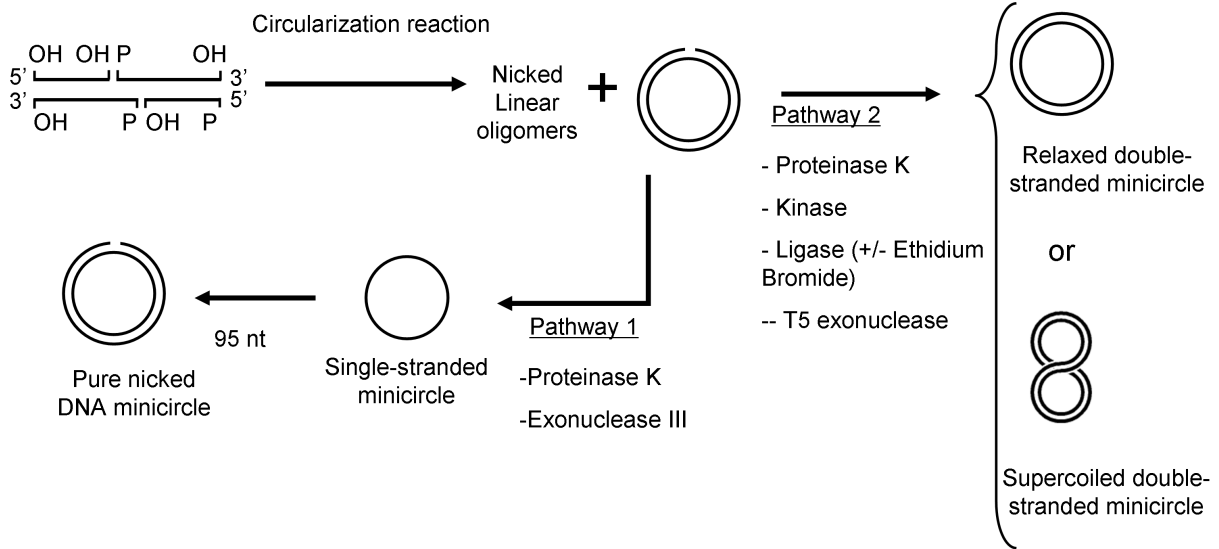 Circularization reaction
OH OH P OH
5’ 3’
3’ 5’
OH P OH P
Nicked
Linear
oligomers
+
Pathway 2
- Proteinase K
- Kinase
- Ligase (+/- Ethidium
Bromide)
-- T5 exonuclease
Relaxed double-
stranded minicircle
or
Supercoiled double-
stranded minicircle
Pathway 1
-Proteinase K
-Exonuclease III
Single-stranded
minicircle
95 nt
Pure nicked
DNA minicircle